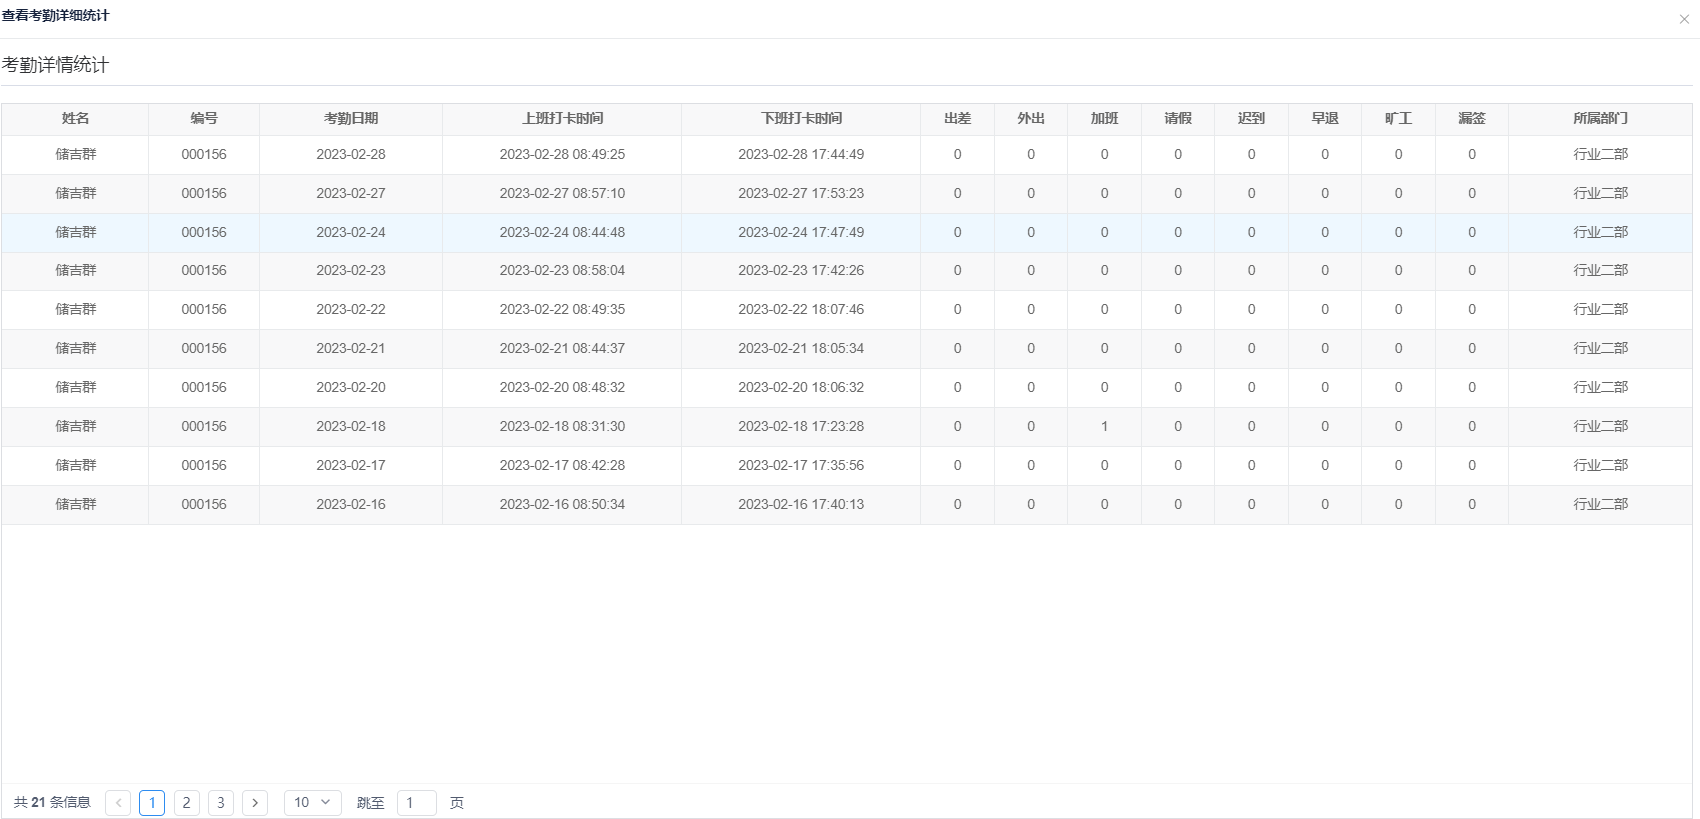 查看考勤详细统计
考勤详情统计
姓名 编号 考勤日期 上班打卡时间 下班打卡时间 出差 外出 加班 请假 迟到 早退 旷工 漏签 所属部门
储吉群 000156 2023-02-28 2023-02-28 08:49:25 2023-02-28 17:44:49 0 0 0 0 0 0 0 0 行业二部
储吉群 000156 2023-02-27 2023-02-27 08:57:10 2023-02-27 17:53:23 0 0 0 0 0 0 0 0 行业二部
储吉群 000156 2023-02-24 2023-02-24 08:44:48 2023-02-24 17:47:49 0 0 0 0 0 0 0 0 行业二部
储吉群 000156 2023-02-23 2023-02-23 08:58:04 2023-02-23 17:42:26 0 0 0 0 0 0 0 0 行业二部
储吉群 000156 2023-02-22 2023-02-22 08:49:35 2023-02-22 18:07:46 0 0 0 0 0 0 0 0 行业二部
储吉群 000156 2023-02-21 2023-02-21 08:44:37 2023-02-21 18:05:34 0 0 0 0 0 0 0 0 行业二部
储吉群 000156 2023-02-20 2023-02-20 08:48:32 2023-02-20 18:06:32 0 0 0 0 0 0 0 0 行业二部
储吉群 000156 2023-02-18 2023-02-18 08:31:30 2023-02-18 17:23:28 0 0 1 0 0 0 0 0 行业二部
储吉群 000156 2023-02-17 2023-02-17 08:42:28 2023-02-17 17:35:56 0 0 0 0 0 0 0 0 行业二部
储吉群 000156 2023-02-16 2023-02-16 08:50:34 2023-02-16 17:40:13 0 0 0 0 0 0 0 0 行业二部
共 21 条信息 1 2 3 10 跳至 1 页